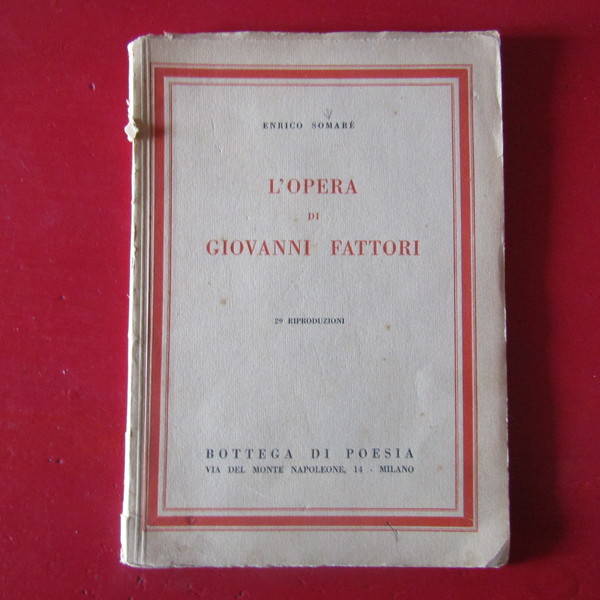 ENRICO SOMARÉ
L'OPERA
DI
GIOVANNI FATTORI
29 RIPRODUZIONI
BOTTEGA DI POESIA
VIA DEL MONTE NAPOLEONE, 14 - MILANO